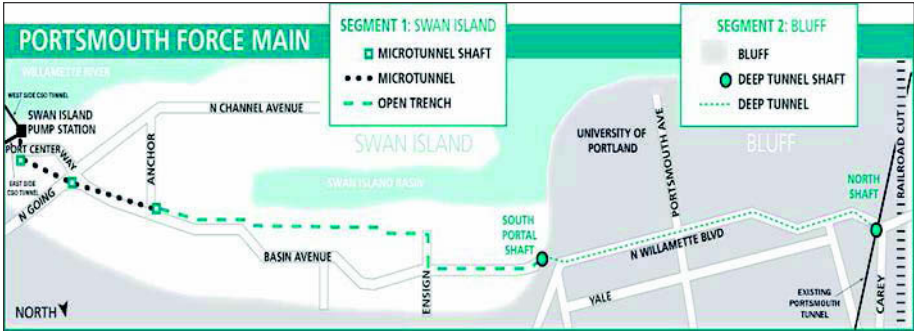 PORTSMOUTH FORCE MAIN
SEGMENT 1: SWAN ISLAND
MICROTUNNEL SHAFT
MICROTUNNEL
OPEN TRENCH
SEGMENT 2: BLUFF
BLUFF
DEEP TUNNEL SHAFT
DEEP TUNNEL
WILLAMETTE RIVER
WEST SIDE CSO TUNNEL
SWAN ISLAND
PUMP STATION
PORT CENTER WAY
EAST SIDE
CSO TUNNEL
N GOING
N CHANNEL AVENUE
ANCHOR
SWAN ISLAND
SWAN ISLAND BASIN
BASIN AVENUE
ENSIGN
SOUTH
PORTAL
SHAFT
UNIVERSITY OF
PORTLAND
PORTSMOUTH AVE
BLUFF
N WILLAMETTE BLVD
YALE
NORTH
SHAFT
RAILROAD CUT
EXISTING
PORTSMOUTH
TUNNEL
CAREY
NORTH